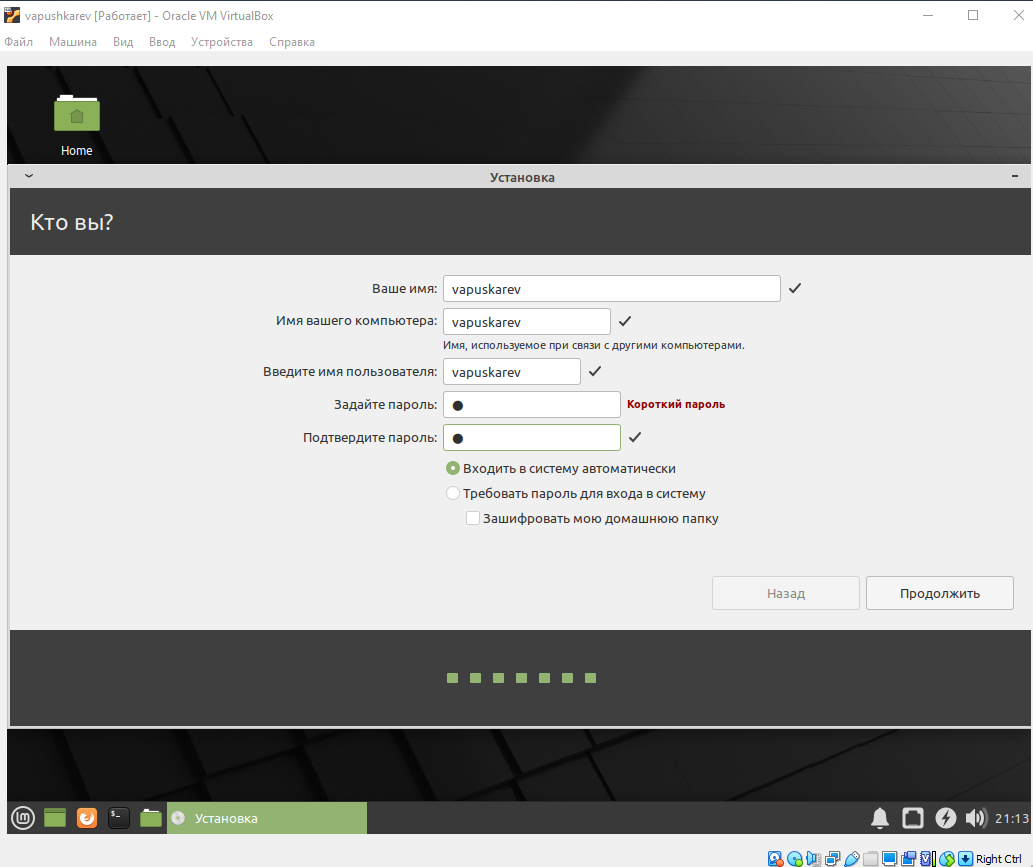 vapushkarev [Работает] - Oracle VM VirtualBox
Файл Машина Вид Ввод Устройства Справка
Home
Установка
Кто вы?
Ваше имя: vapuskarev
Имя вашего компьютера: vapuskarev
Имя, используемое при связи с другими компьютерами.
Введите имя пользователя: vapuskarev
Задайте пароль: ● Короткий пароль
Подтвердите пароль: ●
Входить в систему автоматически
Требовать пароль для входа в систему
Зашифровать мою домашнюю папку
Назад Продолжить
Установка 21:13
Right Ctrl